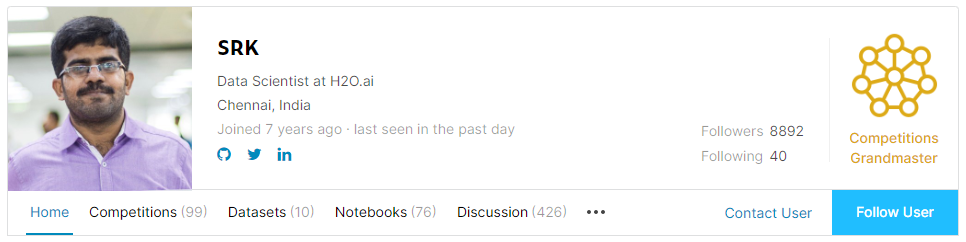 SRK
Data Scientist at H2O.ai
Chennai, India
Joined 7 years ago · last seen in the past day
Followers 8892
Following 40
Competitions
Grandmaster
Home Competitions (99) Datasets (10) Notebooks (76) Discussion (426) ••• Contact User Follow User